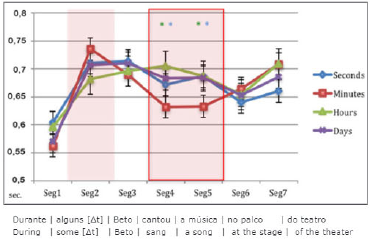 0,8
0,75
0,7
0,65
0,6
0,55
0,5
sec.
Seg1 Seg2 Seg3 Seg4 Seg5 Seg6 Seg7
* * * *
Seconds
Minutes
Hours
Days
Durante | alguns [Δt] | Beto | cantou | a música | no palco | do teatro
During | some [Δt] | Beto | sang | a song | at the stage | of the theater